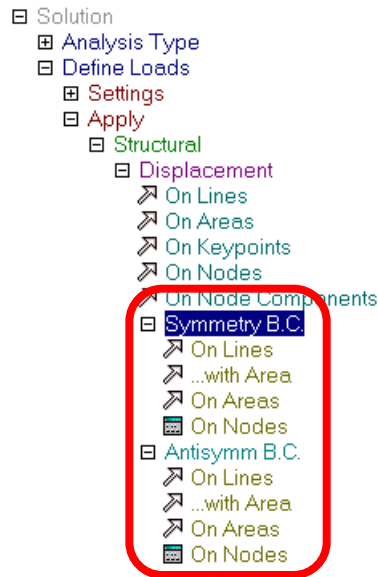 Solution
Analysis Type
Define Loads
Settings
Apply
Structural
Displacement
On Lines
On Areas
On Keypoints
On Nodes
On Node Components
Symmetry B.C.
On Lines
...with Area
On Areas
On Nodes
Antisymm B.C.
On Lines
...with Area
On Areas
On Nodes